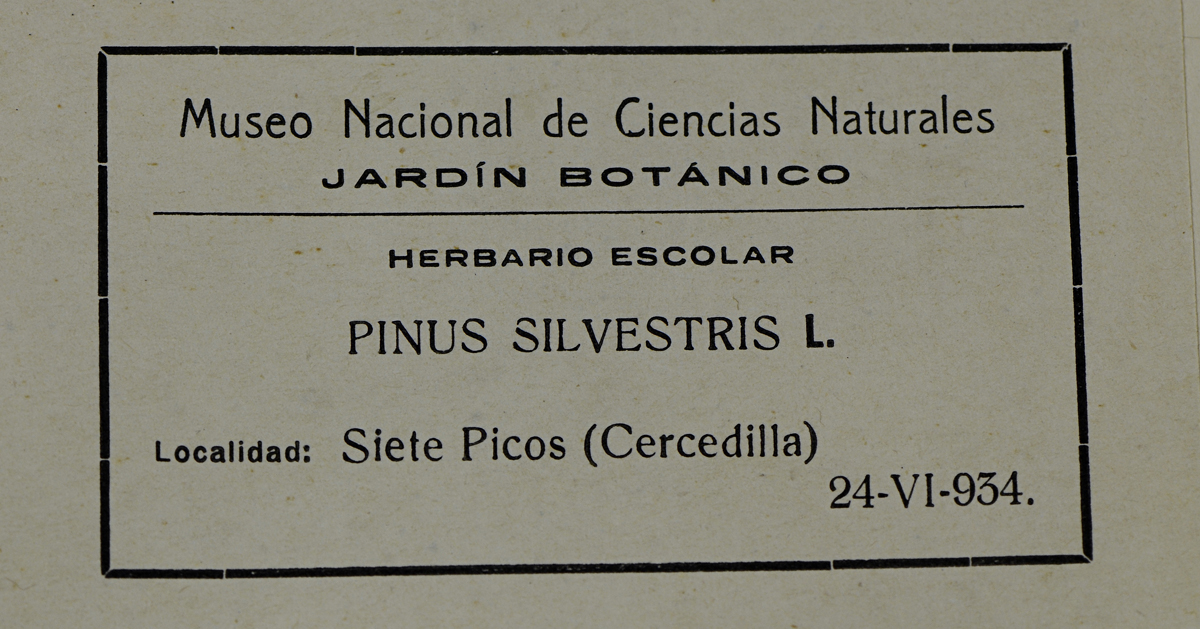 Museo Nacional de Ciencias Naturales
JARDÍN BOTÁNICO
HERBARIO ESCOLAR
PINUS SILVESTRIS L.
Localidad: Siete Picos (Cercedilla)
24-VI-934.